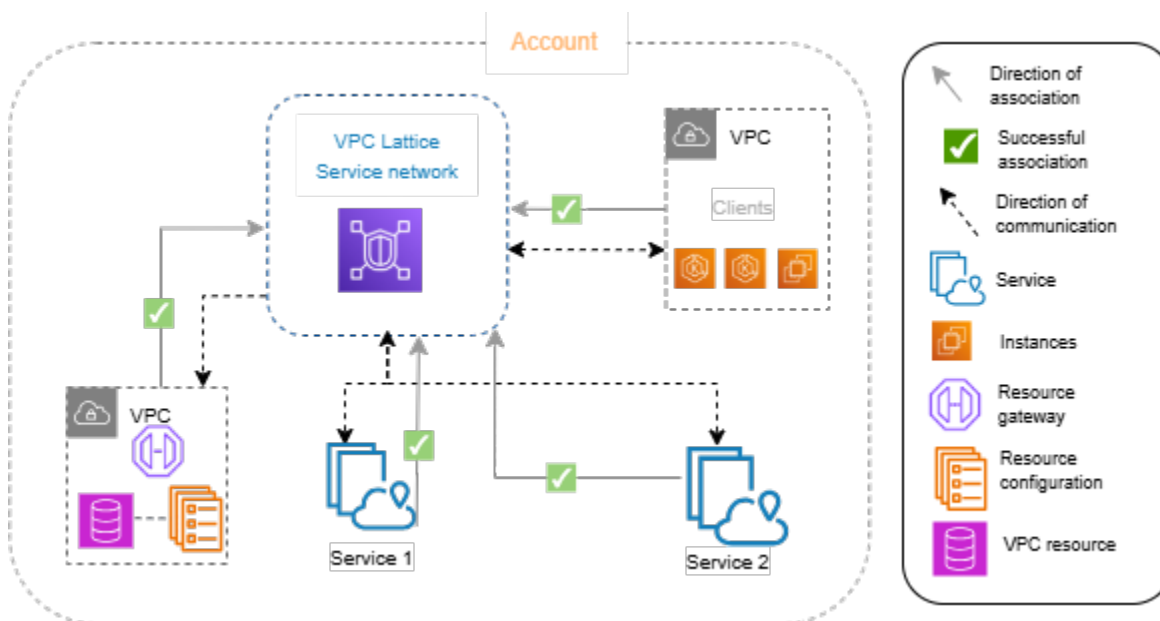 Account
VPC Lattice
Service network
VPC
Clients
VPC
Service 1
Service 2
Direction of
association
Successful
association
Direction of
communication
Service
Instances
Resource
gateway
Resource
configuration
VPC resource